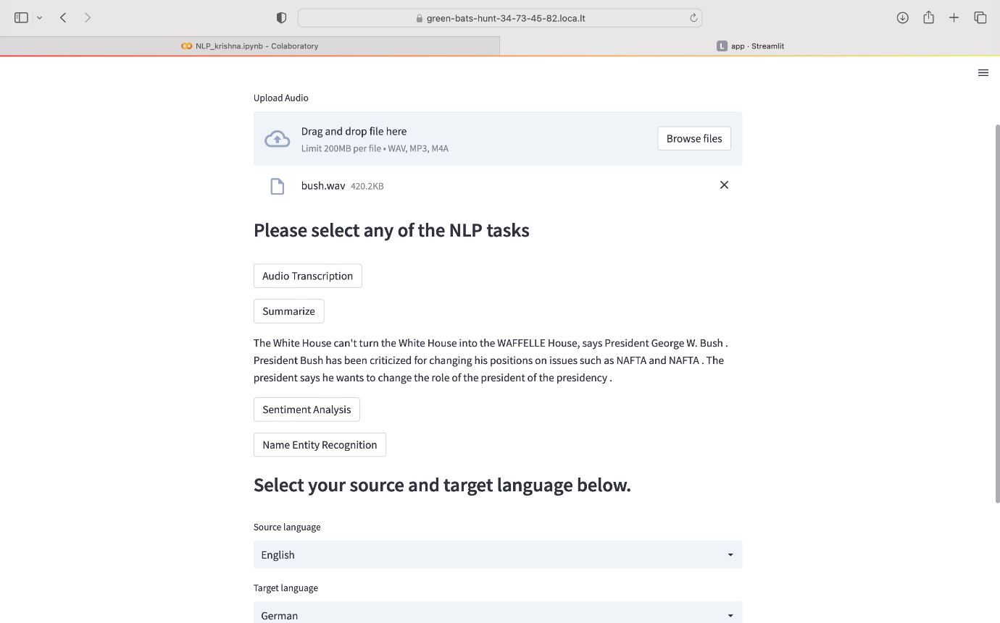 green-bats-hunt-34-73-45-82.loca.lt
NLP_krishna.ipynb - Colaboratory
L app · Streamlit
Upload Audio
Drag and drop file here
Limit 200MB per file • WAV, MP3, M4A
Browse files
bush.wav 420.2KB
Please select any of the NLP tasks
Audio Transcription
Summarize
The White House can't turn the White House into the WAFFELLE House, says President George W. Bush .
President Bush has been criticized for changing his positions on issues such as NAFTA and NAFTA . The
president says he wants to change the role of the president of the presidency .
Sentiment Analysis
Name Entity Recognition
Select your source and target language below.
Source language
English
Target language
German